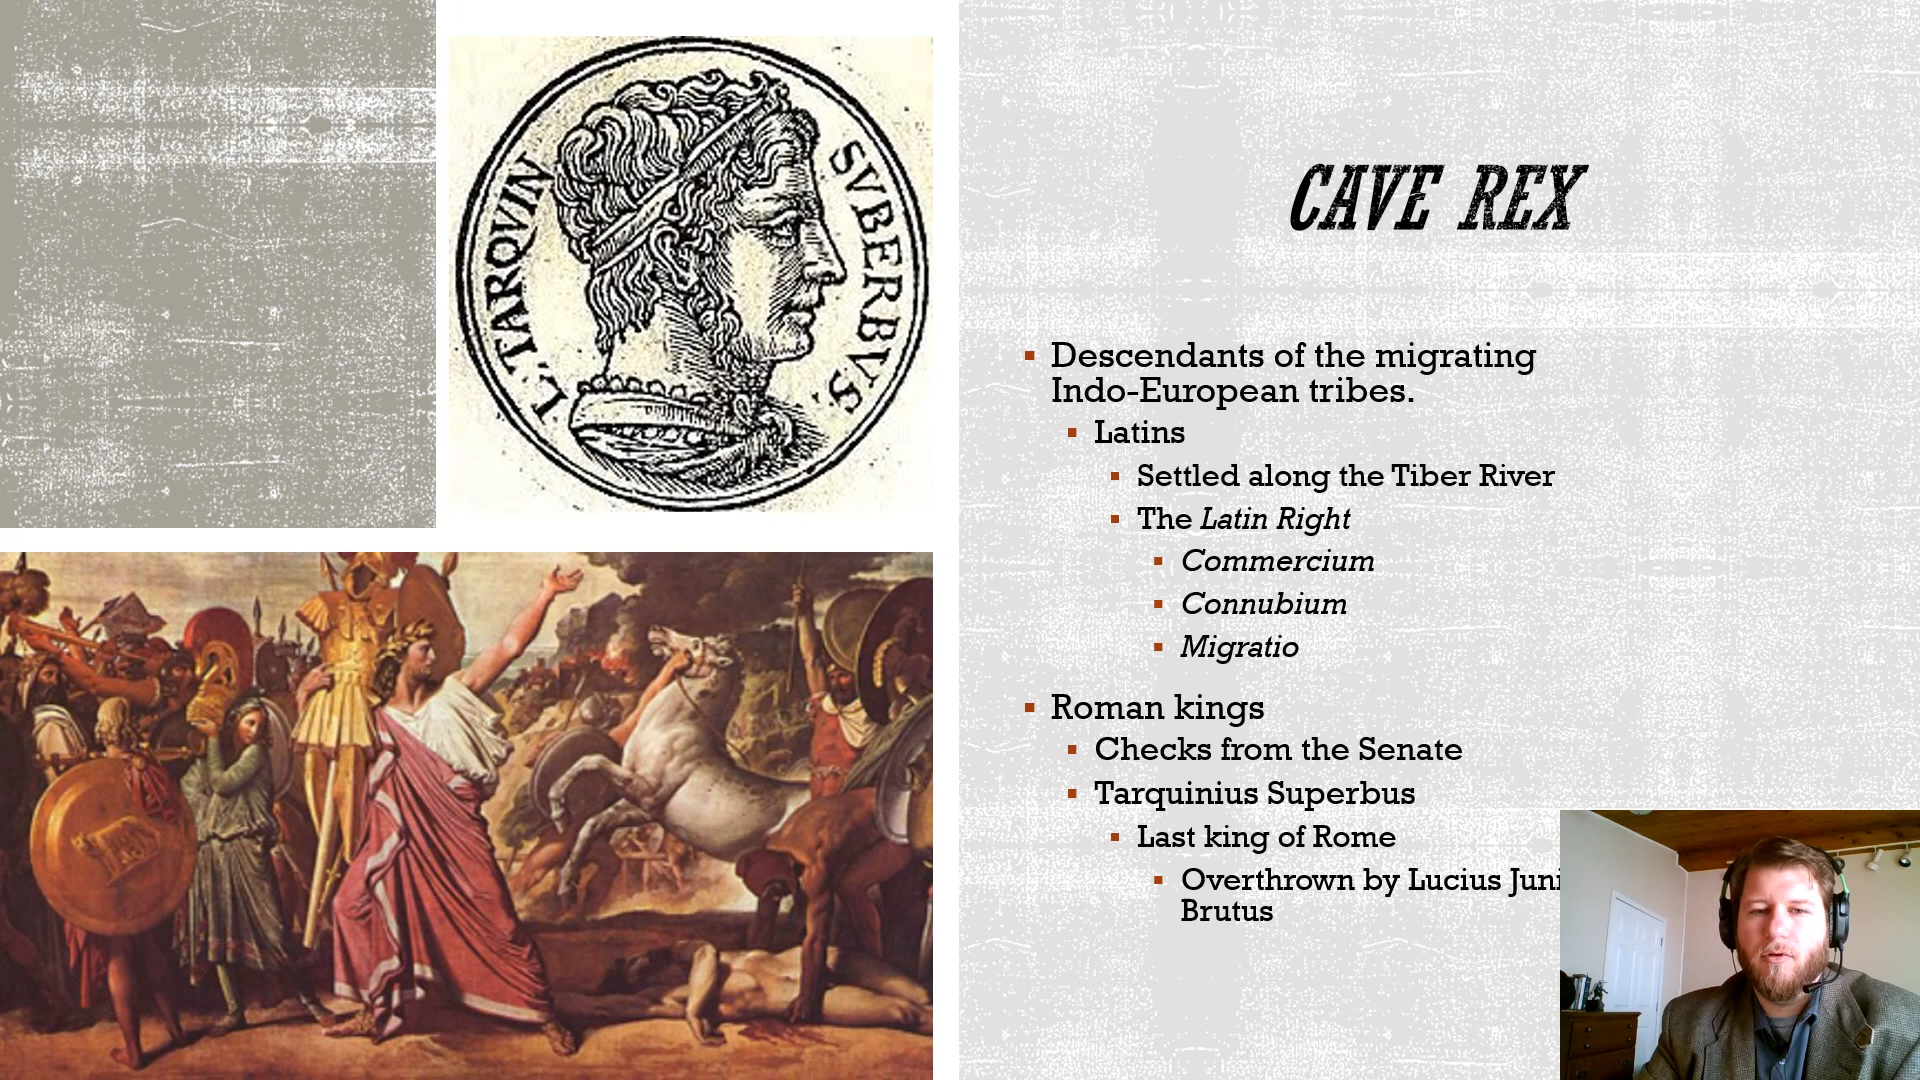 L. TARQVIN SVBERBVS.
CAVE REX
Descendants of the migrating
Indo-European tribes.
Latins
Settled along the Tiber River
The Latin Right
Commercium
Connubium
Migratio
Roman kings
Checks from the Senate
Tarquinius Superbus
Last king of Rome
Overthrown by Lucius Juni
Brutus